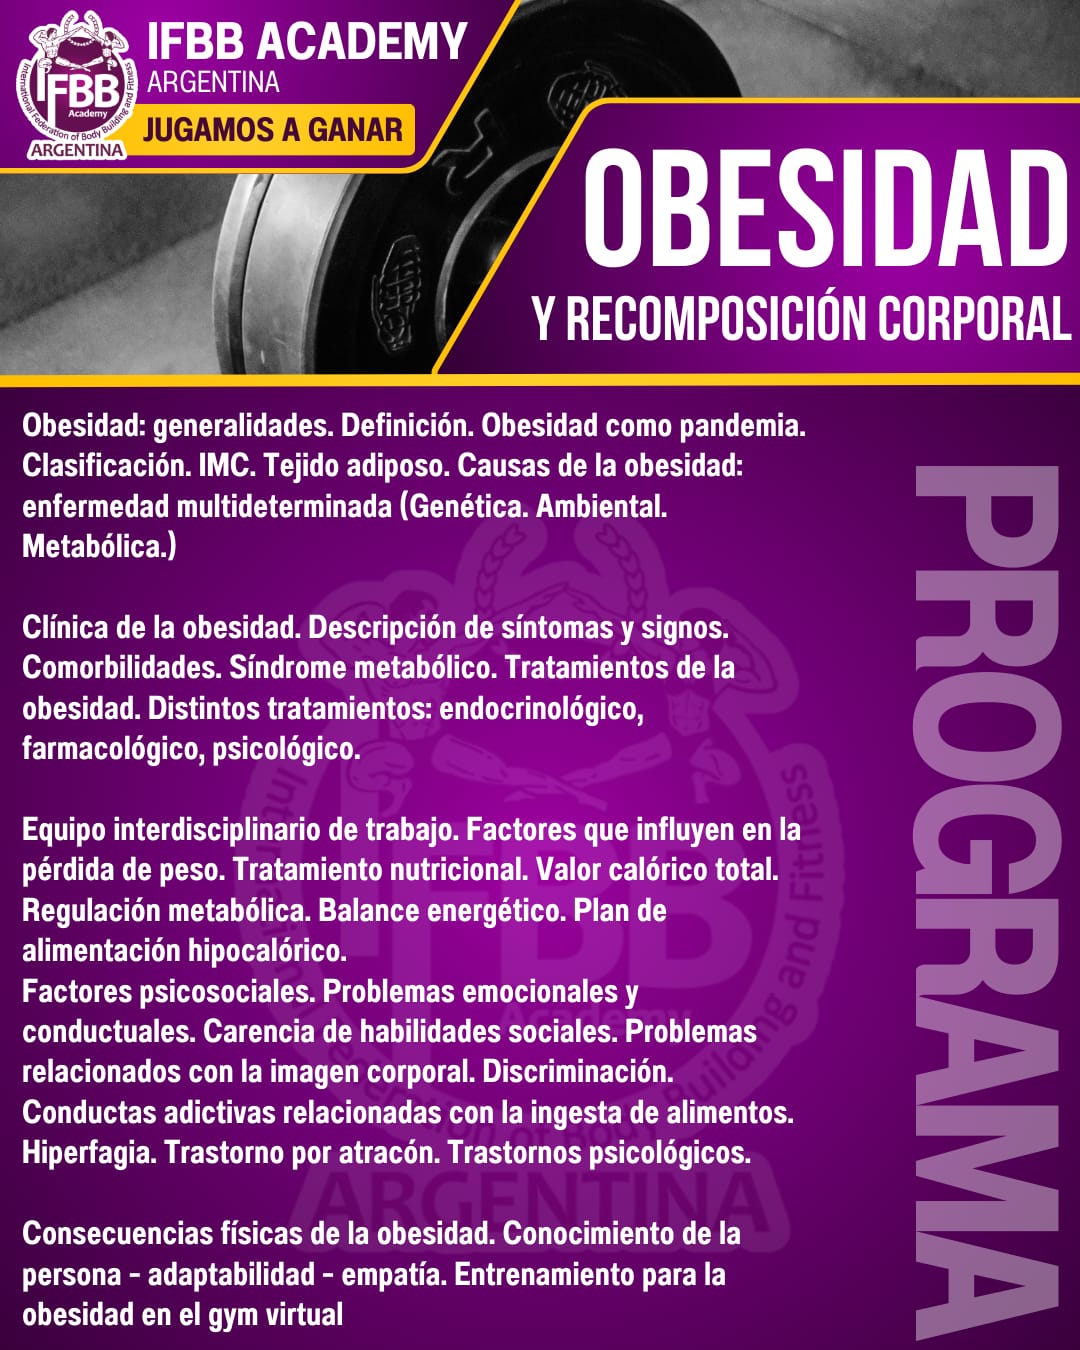 IFBB ACADEMY
ARGENTINA
JUGAMOS A GANAR
IFBB
Academy
International Federation of Body Building and Fitness
ARGENTINA
OBESIDAD
Y RECOMPOSICIÓN CORPORAL
Obesidad: generalidades. Definición. Obesidad como pandemia.
Clasificación. IMC. Tejido adiposo. Causas de la obesidad:
enfermedad multideterminada (Genética. Ambiental.
Metabólica.)
Clínica de la obesidad. Descripción de síntomas y signos.
Comorbilidades. Síndrome metabólico. Tratamientos de la
obesidad. Distintos tratamientos: endocrinológico,
farmacológico, psicológico.
Equipo interdisciplinario de trabajo. Factores que influyen en la
pérdida de peso. Tratamiento nutricional. Valor calórico total.
Regulación metabólica. Balance energético. Plan de
alimentación hipocalórico.
Factores psicosociales. Problemas emocionales y
conductuales. Carencia de habilidades sociales. Problemas
relacionados con la imagen corporal. Discriminación.
Conductas adictivas relacionadas con la ingesta de alimentos.
Hiperfagia. Trastorno por atracón. Trastornos psicológicos.
Consecuencias físicas de la obesidad. Conocimiento de la
persona - adaptabilidad - empatía. Entrenamiento para la
obesidad en el gym virtual
PROGRAMA